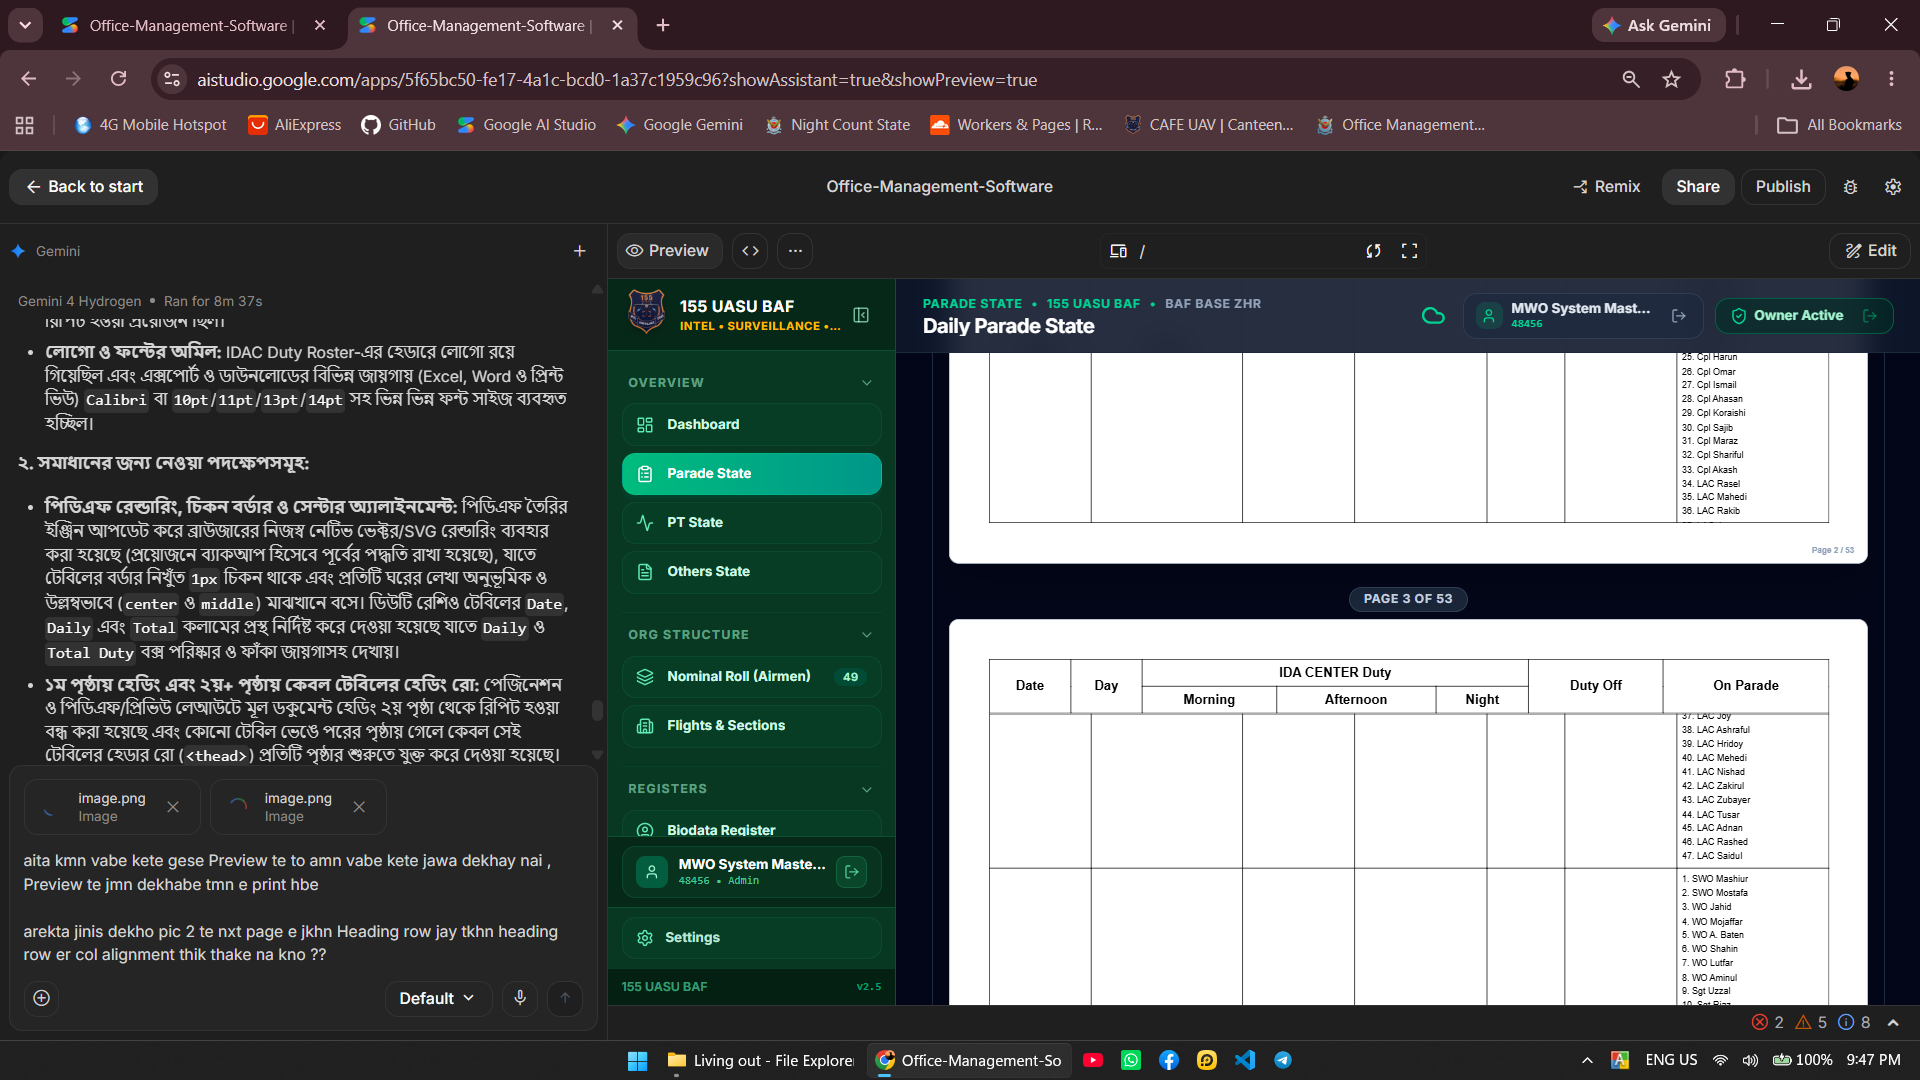 Office-Management-Software |
Office-Management-Software |
Ask Gemini
aistudio.google.com/apps/5f65bc50-fe17-4a1c-bcd0-1a37c1959c96?showAssistant=true&showPreview=true
4G Mobile Hotspot
AliExpress
GitHub
Google AI Studio
Google Gemini
Night Count State
Workers & Pages | R...
CAFE UAV | Canteen...
Office Management...
All Bookmarks
Back to start
Office-Management-Software
Remix
Share
Publish
Gemini
Gemini 4 Hydrogen • Ran for 8m 37s
রিপিট হওয়া প্রয়োজন ছিল।
• লোগো ও ফন্টের অমিল: IDAC Duty Roster-এর হেডারে লোগো রয়ে
গিয়েছিল এবং এক্সপোর্ট ও ডাউনলোডের বিভিন্ন জায়গায় (Excel, Word ও প্রিন্ট
ভিউ) Calibri বা 10pt/11pt/13pt/14pt সহ ভিন্ন ভিন্ন ফন্ট সাইজ ব্যবহৃত
হচ্ছিল।
২. সমাধানের জন্য নেওয়া পদক্ষেপসমূহ:
• পিডিএফ রেন্ডারিং, চিকন বর্ডার ও সেন্টার অ্যালাইনমেন্ট: পিডিএফ তৈরির
ইঞ্জিন আপডেট করে ব্রাউজারের নিজস্ব নেটিভ ভেক্টর/SVG রেন্ডারিং ব্যবহার
করা হয়েছে (প্রয়োজনে ব্যাকআপ হিসেবে পূর্বের পদ্ধতি রাখা হয়েছে), যাতে
টেবিলের বর্ডার নিখুঁত 1px চিকন থাকে এবং প্রতিটি ঘরের লেখা অনুভূমিক ও
উল্লম্বভাবে (center ও middle) মাঝখানে বসে। ডিউটি রেশিও টেবিলের Date,
Daily এবং Total কলামের প্রস্থ নির্দিষ্ট করে দেওয়া হয়েছে যাতে Daily ও
Total Duty বক্স পরিষ্কার ও ফাঁকা জায়গাসহ দেখায়।
• ১ম পৃষ্ঠায় হেডিং এবং ২য়+ পৃষ্ঠায় কেবল টেবিলের হেডিং রো: পেজিনেশন
ও পিডিএফ/প্রিভিউ লেআউটে মূল ডকুমেন্ট হেডিং ২য় পৃষ্ঠা থেকে রিপিট হওয়া
বন্ধ করা হয়েছে এবং কোনো টেবিল ভেঙে পরের পৃষ্ঠায় গেলে কেবল সেই
টেবিলের হেডার রো (<thead>) প্রতিটি পৃষ্ঠার শুরুতে যুক্ত করে দেওয়া হয়েছে।
image.png
Image
image.png
Image
aita kmn vabe kete gese Preview te to amn vabe kete jawa dekhay nai ,
Preview te jmn dekhabe tmn e print hbe
arekta jinis dekho pic 2 te nxt page e jkhn Heading row jay tkhn heading
row er col alignment thik thake na kno ??
Default
Preview
/
Edit
155 UASU BAF
INTEL • SURVEILLANCE •...
OVERVIEW
Dashboard
Parade State
PT State
Others State
ORG STRUCTURE
Nominal Roll (Airmen) 49
Flights & Sections
REGISTERS
Biodata Register
MWO System Maste...
48456 • Admin
Settings
155 UASU BAF v2.5
PARADE STATE • 155 UASU BAF • BAF BASE ZHR
Daily Parade State
MWO System Mast...
48456
Owner Active
25. Cpl Harun
26. Cpl Omar
27. Cpl Ismail
28. Cpl Ahasan
29. Cpl Koraishi
30. Cpl Sajib
31. Cpl Maraz
32. Cpl Shariful
33. Cpl Akash
34. LAC Rasel
35. LAC Mahedi
36. LAC Rakib
Page 2 / 53
PAGE 3 OF 53
Date
Day
IDA CENTER Duty
Morning
Afternoon
Night
Duty Off
On Parade
37. LAC Joy
38. LAC Ashraful
39. LAC Hridoy
40. LAC Mehedi
41. LAC Nishad
42. LAC Zakirul
43. LAC Zubayer
44. LAC Tusar
45. LAC Adnan
46. LAC Rashed
47. LAC Saidul
1. SWO Mashiur
2. SWO Mostafa
3. WO Jahid
4. WO Mojaffar
5. WO A. Baten
6. WO Shahin
7. WO Lutfar
8. WO Aminul
9. Sgt Uzzal
10. Sgt Riaz
2
5
8
Living out - File Explorer
Office-Management-So
ENG US
100%
9:47 PM